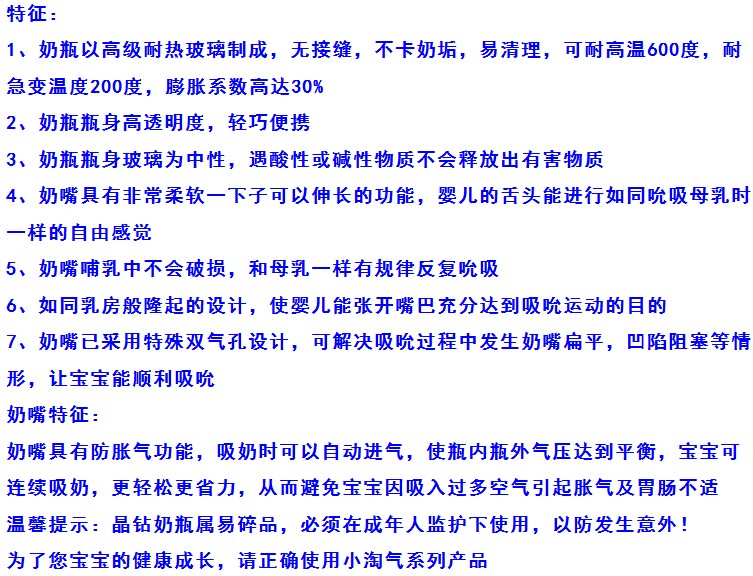 特征：
1、奶瓶以高级耐热玻璃制成，无接缝，不卡奶垢，易清理，可耐高温600度，耐
急变温度200度，膨胀系数高达30%
2、奶瓶瓶身高透明度，轻巧便携
3、奶瓶瓶身玻璃为中性，遇酸性或碱性物质不会释放出有害物质
4、奶嘴具有非常柔软一下子可以伸长的功能，婴儿的舌头能进行如同吮吸母乳时
一样的自由感觉
5、奶嘴哺乳中不会破损，和母乳一样有规律反复吮吸
6、如同乳房般隆起的设计，使婴儿能张开嘴巴充分达到吸吮运动的目的
7、奶嘴已采用特殊双气孔设计，可解决吸吮过程中发生奶嘴扁平，凹陷阻塞等情
形，让宝宝能顺利吸吮
奶嘴特征：
奶嘴具有防胀气功能，吸奶时可以自动进气，使瓶内瓶外气压达到平衡，宝宝可
连续吸奶，更轻松更省力，从而避免宝宝因吸入过多空气引起胀气及胃肠不适
温馨提示：晶钻奶瓶属易碎品，必须在成年人监护下使用，以防发生意外！
为了您宝宝的健康成长，请正确使用小淘气系列产品